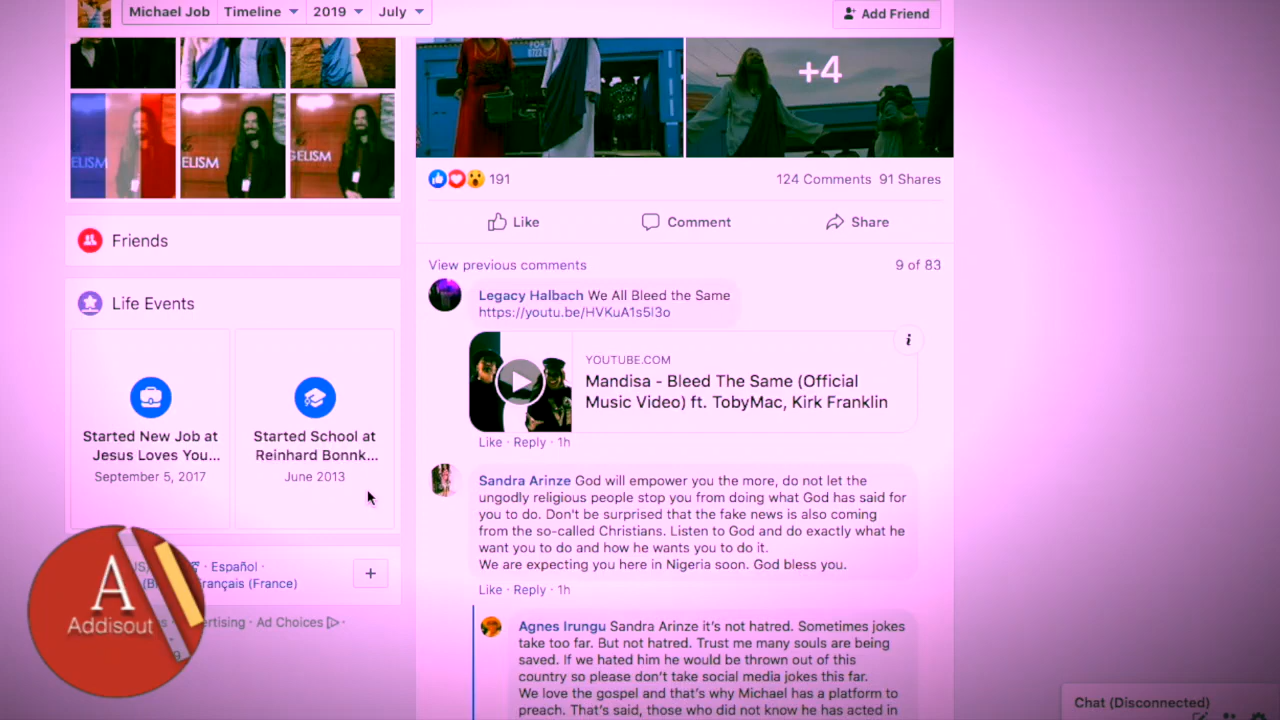 Michael Job Timeline 2019 July
Add Friend
+4
ELISM
ELISM
GELISM
191
124 Comments 91 Shares
Like Comment Share
Friends
View previous comments
9 of 83
Life Events
Legacy Halbach We All Bleed the Same
https://youtu.be/HVKuA1s5l3o
YOUTUBE.COM
Mandisa - Bleed The Same (Official
Music Video) ft. TobyMac, Kirk Franklin
Like · Reply · 1h
Started New Job at
Jesus Loves You...
September 5, 2017
Started School at
Reinhard Bonnk...
June 2013
Sandra Arinze God will empower you the more, do not let the
ungodly religious people stop you from doing what God has said for
you to do. Don't be surprised that the fake news is also coming
from the so-called Christians. Listen to God and do exactly what he
want you to do and how he wants you to do it.
We are expecting you here in Nigeria soon. God bless you.
Like · Reply · 1h
Español ·
Français (France)
+
Ad Choices
A
Addisout
Agnes Irungu Sandra Arinze it's not hatred. Sometimes jokes
take too far. But not hatred. Trust me many souls are being
saved. If we hated him he would be thrown out of this
country so please don't take social media jokes this far.
We love the gospel and that's why Michael has a platform to
preach. That's said, those who did not know he has acted in
Chat (Disconnected)